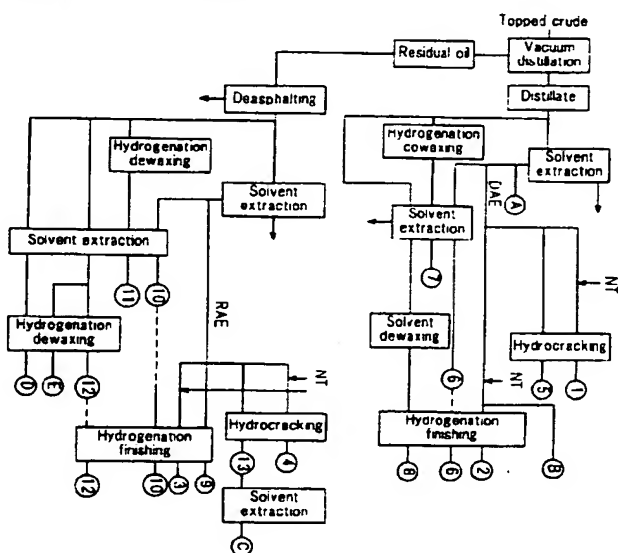 Topped crude
Vacuum
distillation
Residual oil
Distillate
Deasphalting
Hydrogenation
dewaxing
Hydrogenation
cowaxing
Solvent
extraction
DAE
A
Solvent
extraction
Solvent
extraction
Solvent extraction
7
NT
11
10
RAE
Solvent
dewaxing
Hydrogenation
dewaxing
Hydrocracking
6
NT
5
1
D
E
12
NT
Hydrogenation
finishing
Hydrogenation
finishing
Hydrocracking
13
4
8
6
2
B
12
10
3
9
Solvent
extraction
C